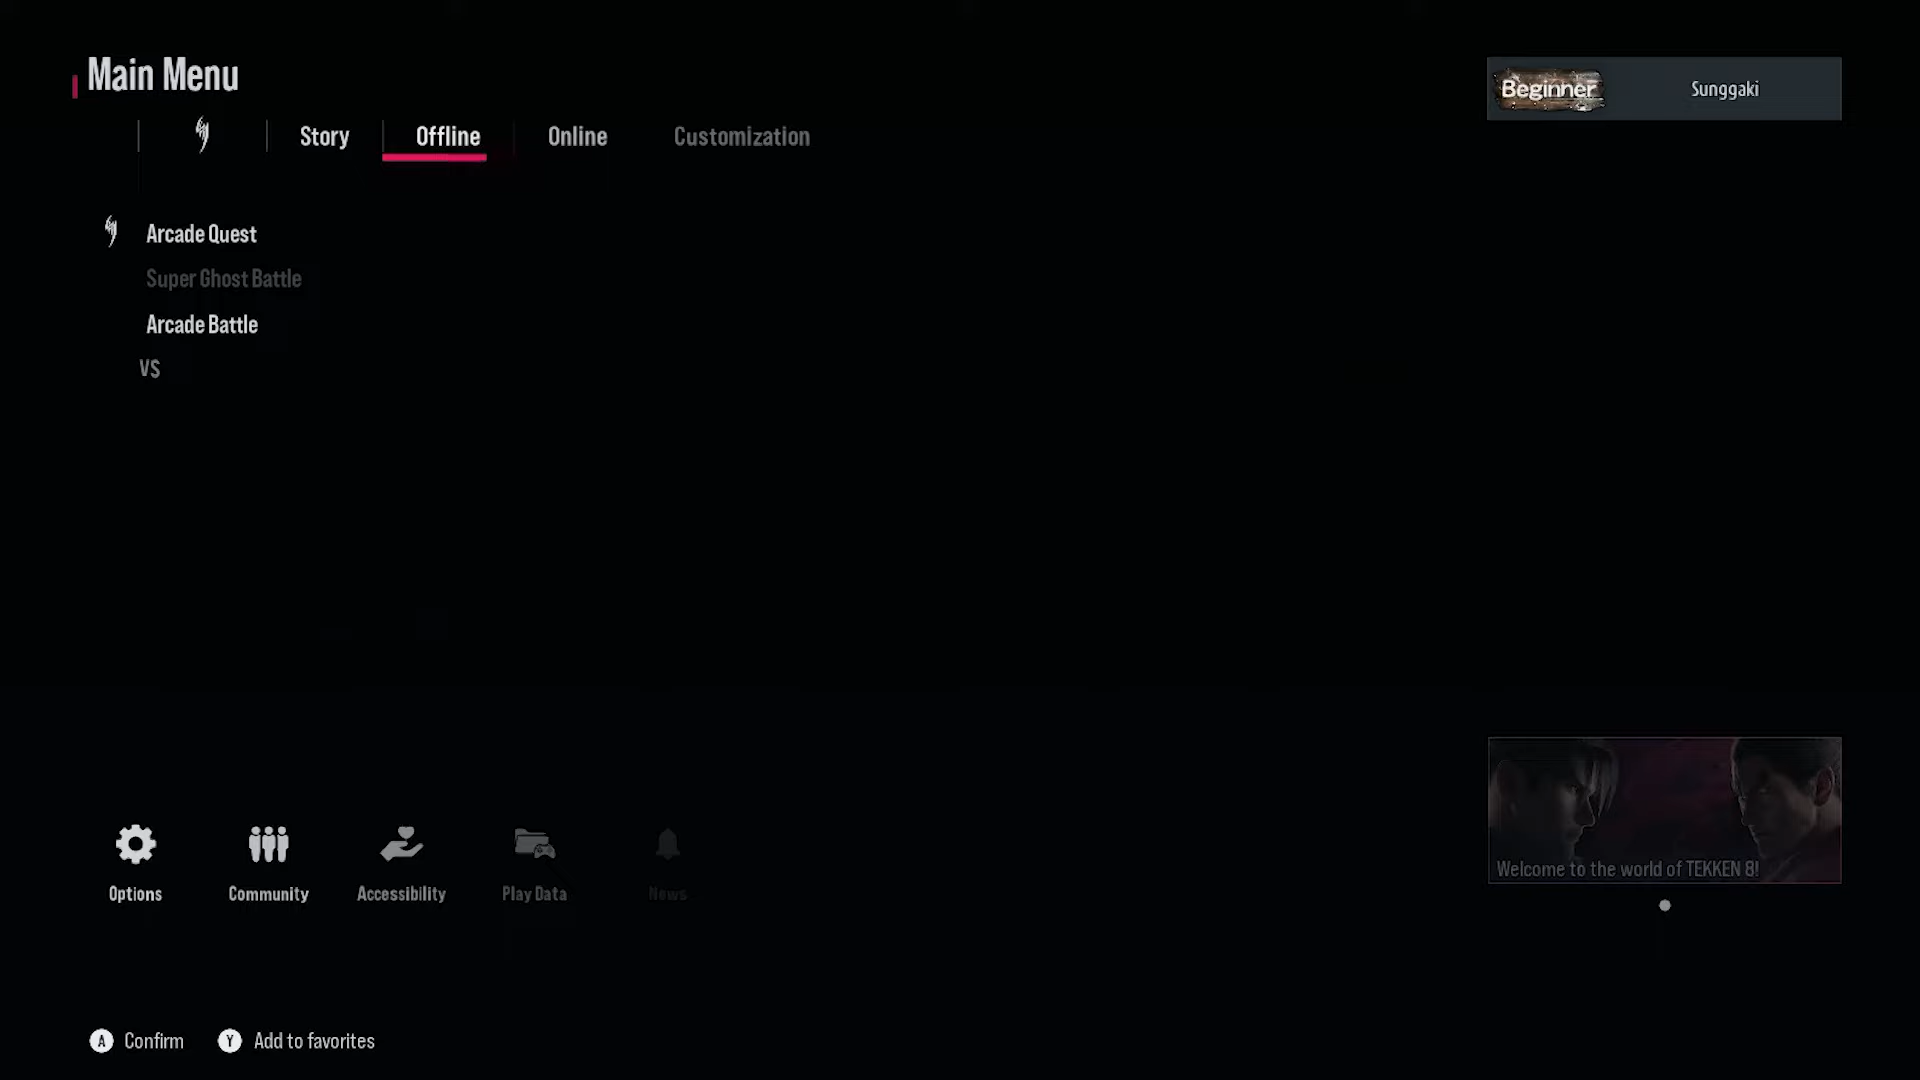 Main Menu
Beginner
Sunggaki
Story
Offline
Online
Customization
Arcade Quest
Super Ghost Battle
Arcade Battle
VS
Welcome to the world of TEKKEN 8!
Options
Community
Accessibility
Play Data
News
A Confirm
Y Add to favorites